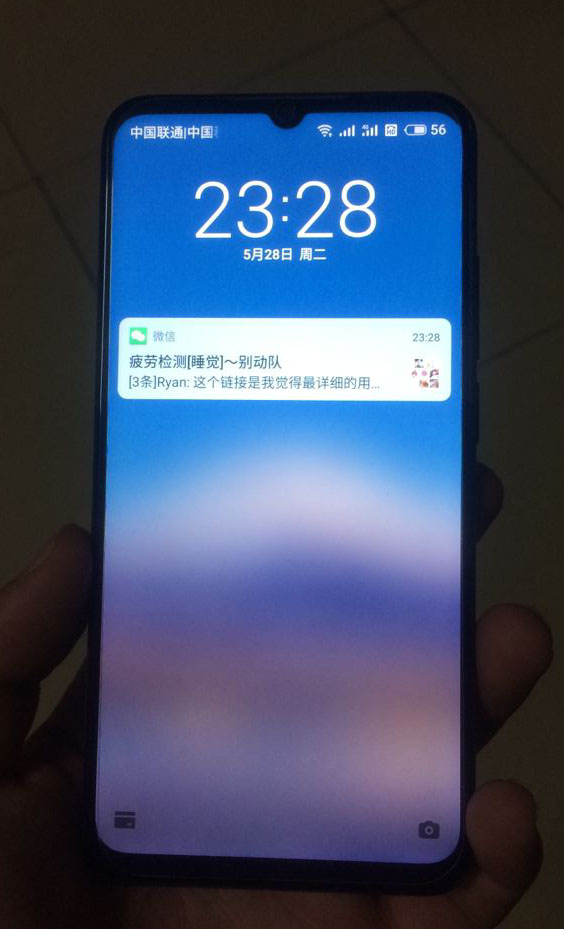 中国联通|中国
56
23:28
5月28日 周二
微信
23:28
疲劳检测[睡觉]～别动队
[3条]Ryan: 这个链接是我觉得最详细的用...